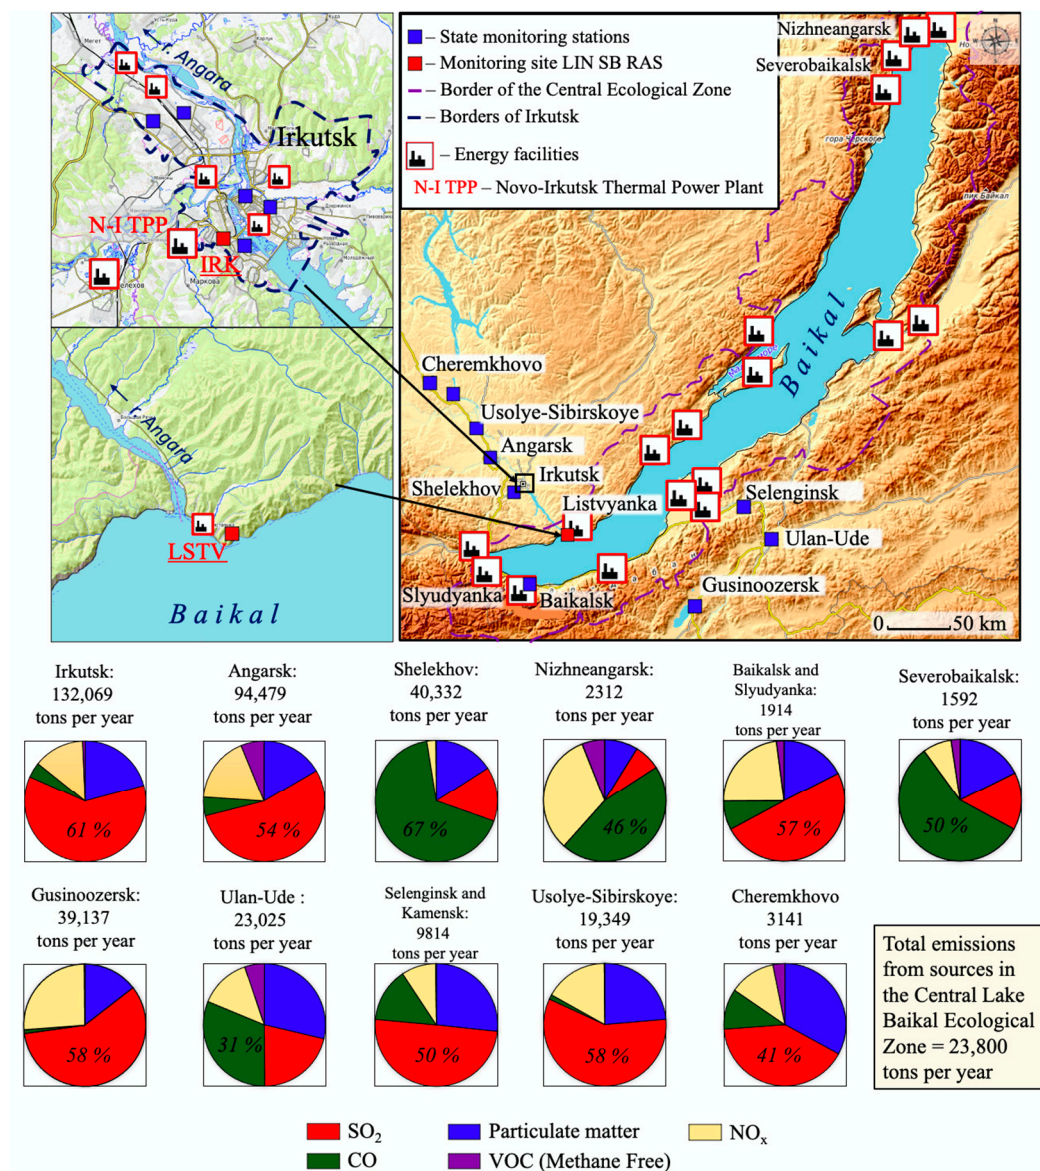 r. Angara
Irkutsk
N-I TPP
IRK
Маркова
r. Angara
LSTV
Baikal
– State monitoring stations
– Monitoring site LIN SB RAS
– Border of the Central Ecological Zone
– Borders of Irkutsk
– Energy facilities
N-I TPP – Novo-Irkutsk Thermal Power Plant
Nizhneangarsk
Severobaikalsk
гора Черского
пик Байкал
Baikal
Cheremkhovo
Usolye-Sibirskoye
Angarsk
Irkutsk
Shelekhov
Listvyanka
Selenginsk
Ulan-Ude
Slyudyanka
Baikalsk
Gusinoozersk
0 50 km
Irkutsk:
132,069
tons per year
61 %
Angarsk:
94,479
tons per year
54 %
Shelekhov:
40,332
tons per year
67 %
Nizhneangarsk:
2312
tons per year
46 %
Baikalsk and
Slyudyanka:
1914
tons per year
57 %
Severobaikalsk:
1592
tons per year
50 %
Gusinoozersk:
39,137
tons per year
58 %
Ulan-Ude :
23,025
tons per year
31 %
Selenginsk and
Kamensk:
9814
tons per year
50 %
Usolye-Sibirskoye:
19,349
tons per year
58 %
Cheremkhovo
3141
tons per year
41 %
Total emissions
from sources in
the Central Lake
Baikal Ecological
Zone = 23,800
tons per year
SO₂
Particulate matter
NOₓ
CO
VOC (Methane Free)